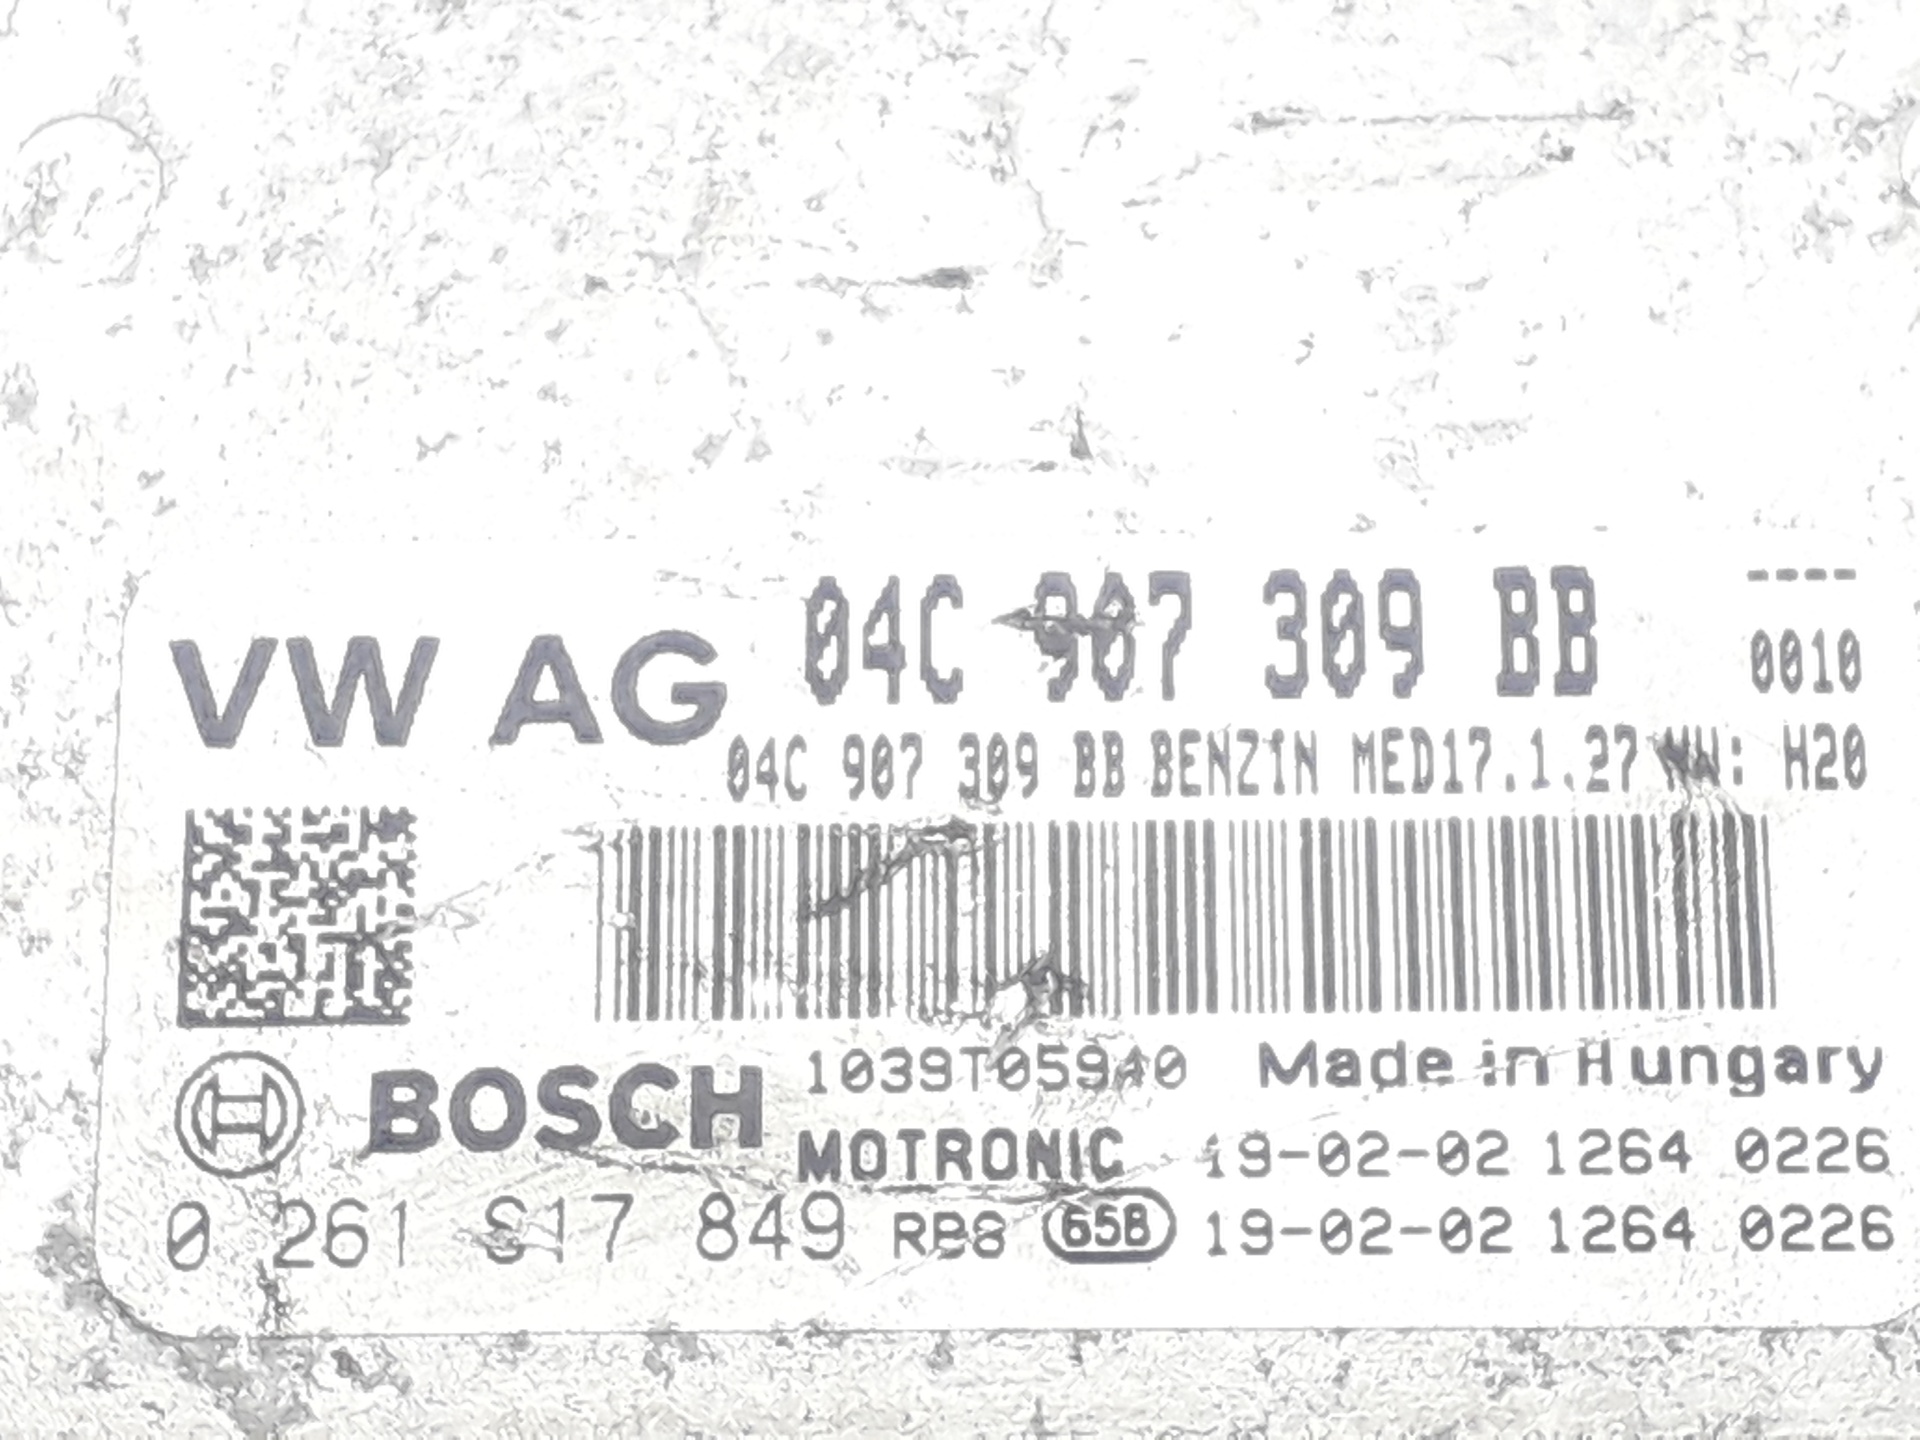 VW AG 04C 907 309 BB ----
0010
04C 907 309 BB BENZIN MED17.1.27 HW: H20
BOSCH 1039T05940 Made in Hungary
MOTRONIC 19-02-02 1264 0226
0 261 S17 849 RB8 65B 19-02-02 1264 0226